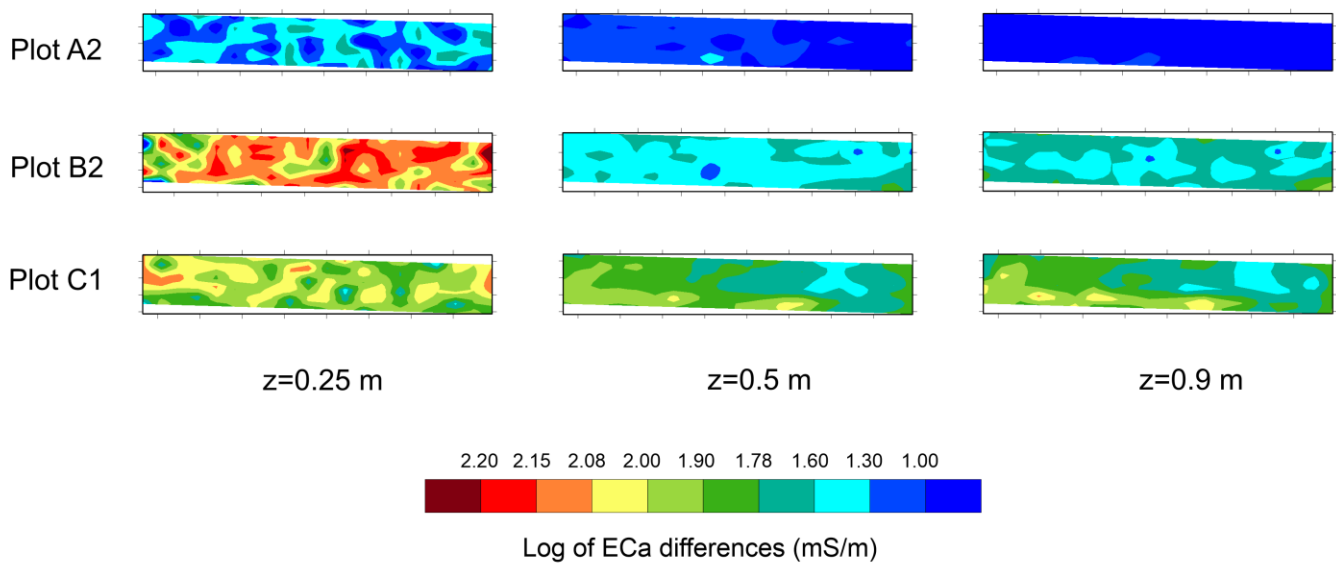 Plot A2
Plot B2
Plot C1
z=0.25 m z=0.5 m z=0.9 m
2.20 2.15 2.08 2.00 1.90 1.78 1.60 1.30 1.00
Log of ECa differences (mS/m)